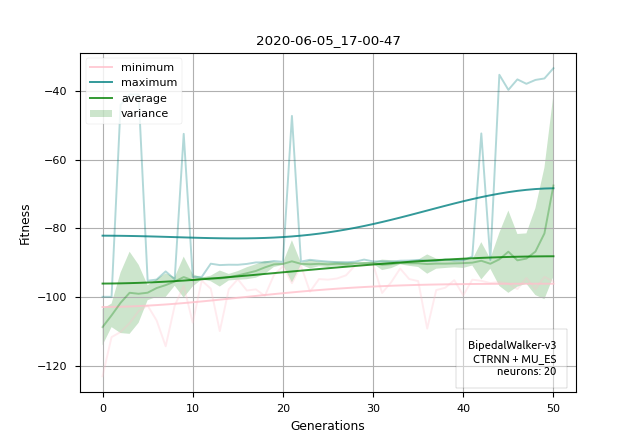 2020-06-05_17-00-47
minimum
maximum
average
variance
−40
−60
−80
−100
−120
Fitness
BipedalWalker-v3
CTRNN + MU_ES
neurons: 20
0
10
20
30
40
50
Generations